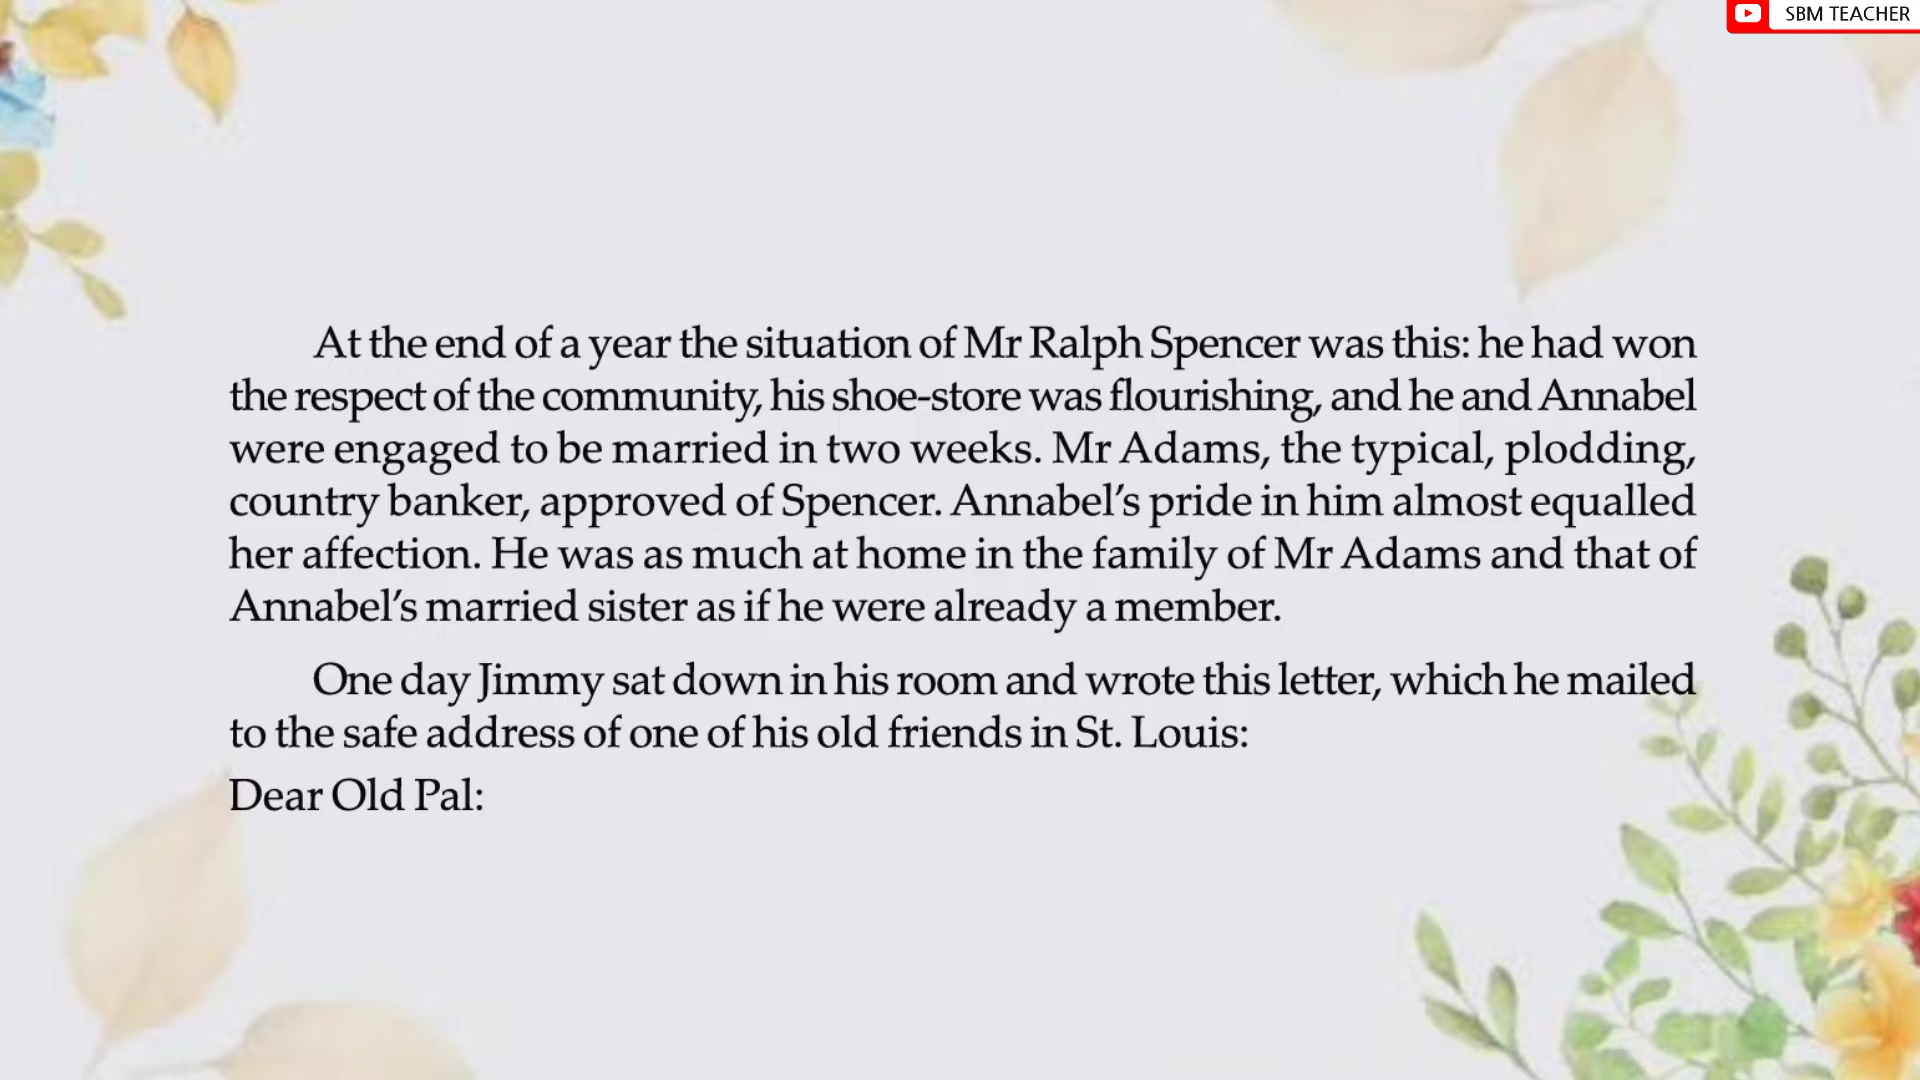 SBM TEACHER
At the end of a year the situation of Mr Ralph Spencer was this: he had won
the respect of the community, his shoe-store was flourishing, and he and Annabel
were engaged to be married in two weeks. Mr Adams, the typical, plodding,
country banker, approved of Spencer. Annabel’s pride in him almost equalled
her affection. He was as much at home in the family of Mr Adams and that of
Annabel’s married sister as if he were already a member.
One day Jimmy sat down in his room and wrote this letter, which he mailed
to the safe address of one of his old friends in St. Louis:
Dear Old Pal: